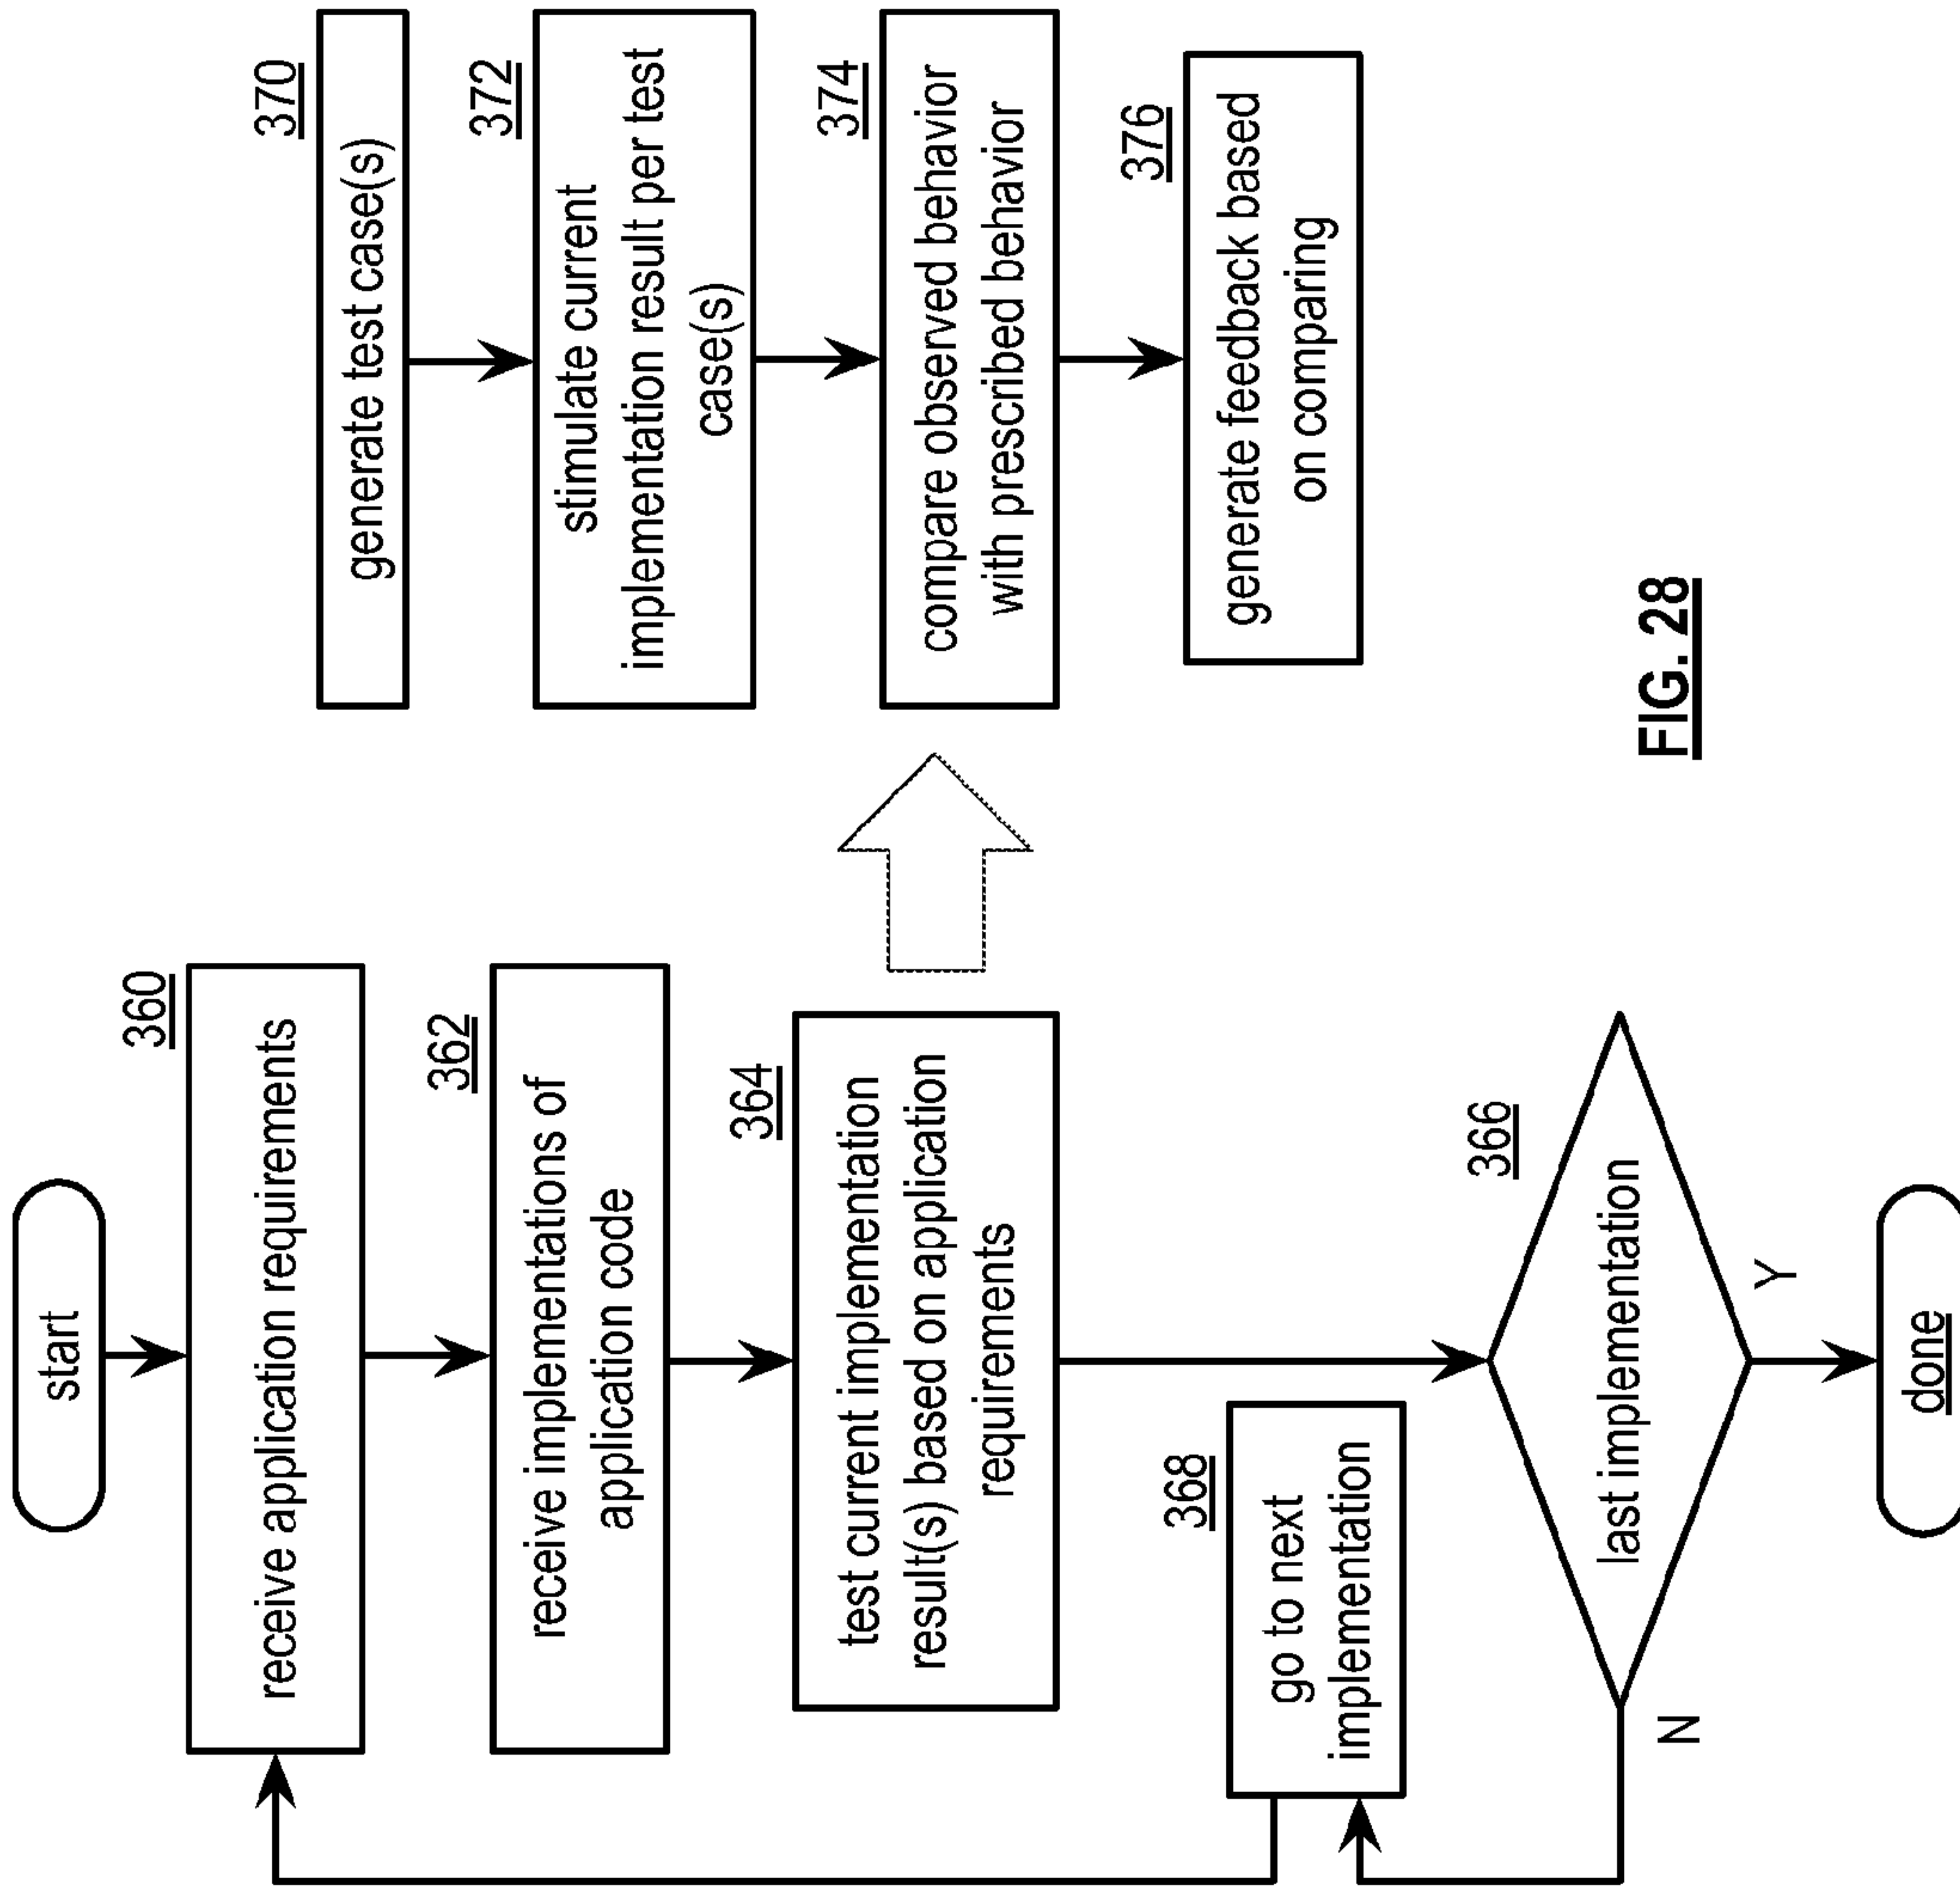 start
360
receive application requirements
362
receive implementations of
application code
364
test current implementation
result(s) based on application
requirements
368
go to next
implementation
366
last implementation
N
Y
done
370
generate test case(s)
372
stimulate current
implementation result per test
case(s)
374
compare observed behavior
with prescribed behavior
376
generate feedback based
on comparing
FIG. 28